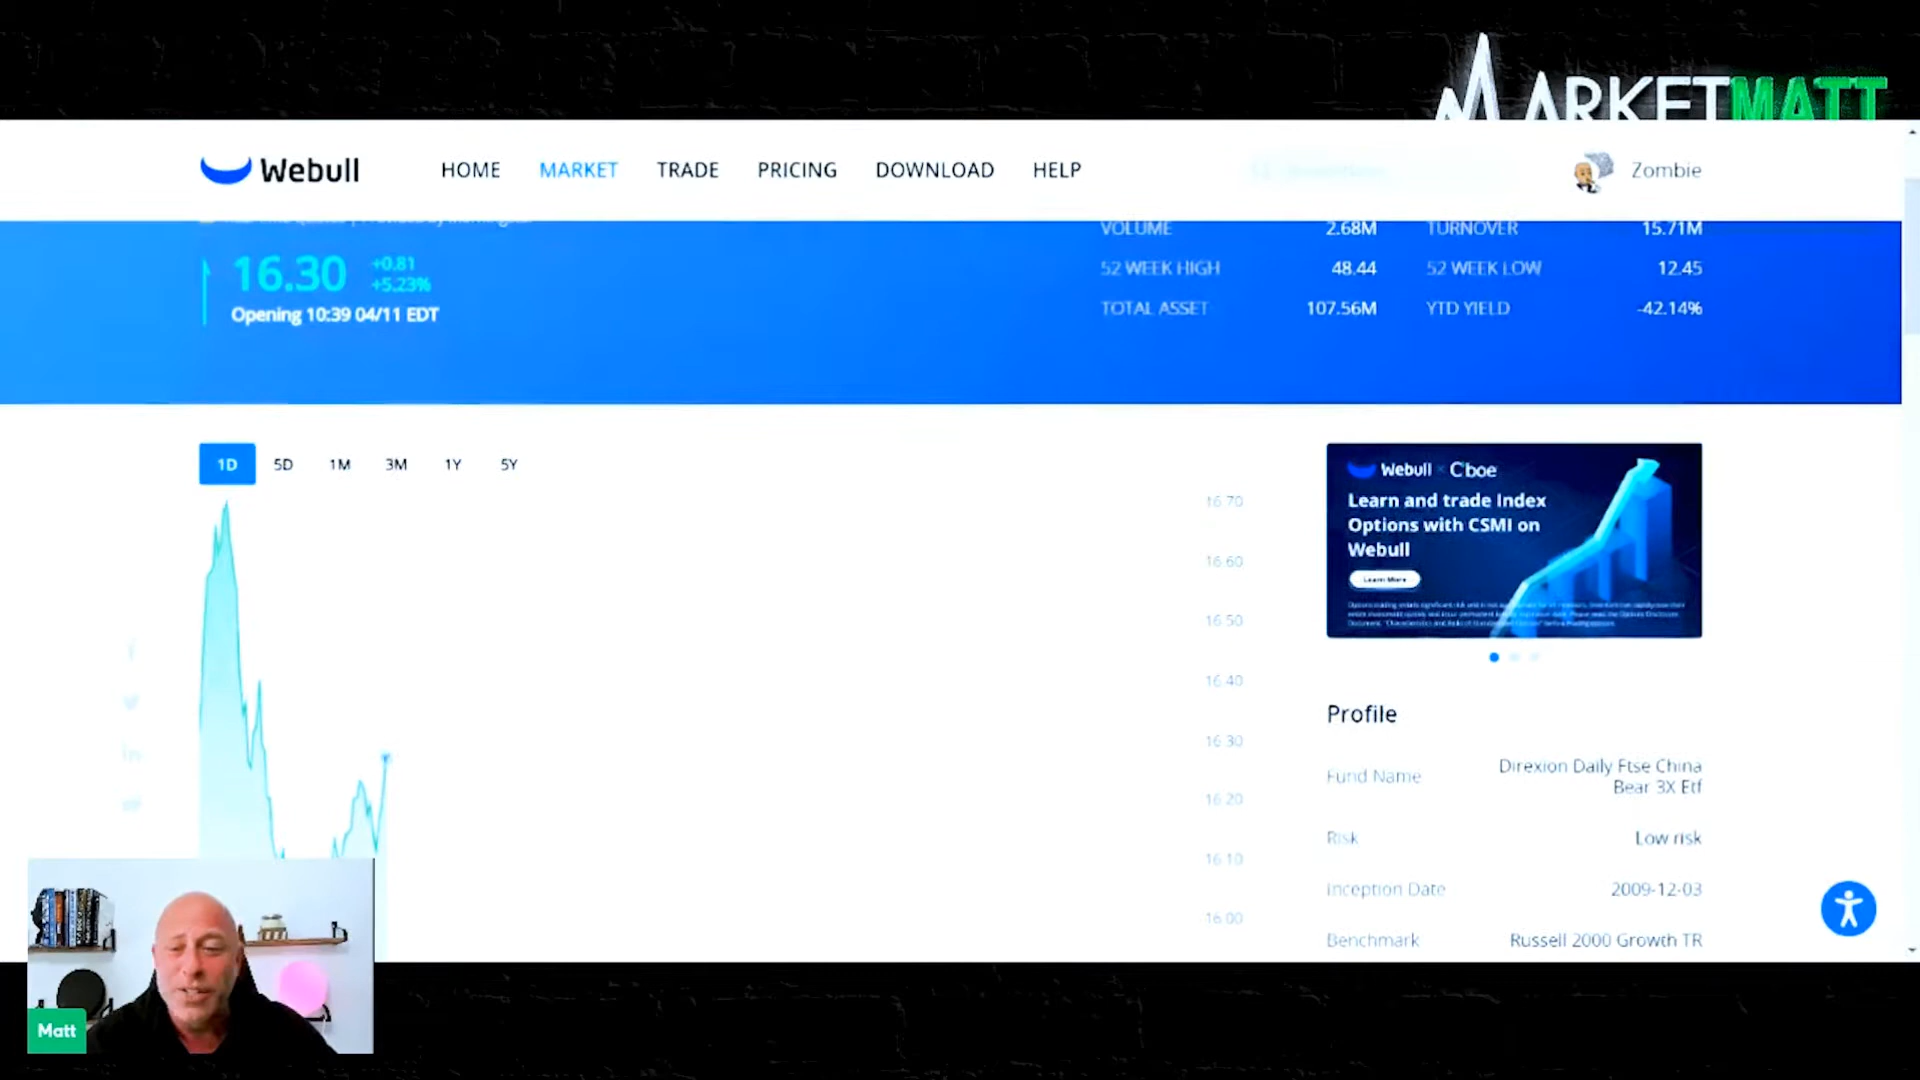 MARKETMATT
Webull
HOME MARKET TRADE PRICING DOWNLOAD HELP
Zombie
VOLUME 2.68M TURNOVER 15.71M
16.30 +0.81
+5.23%
52 WEEK HIGH 48.44 52 WEEK LOW 12.45
Opening 10:39 04/11 EDT
TOTAL ASSET 107.56M YTD YIELD -42.14%
1D 5D 1M 3M 1Y 5Y
16.70
16.60
16.50
16.40
16.30
16.20
16.10
16.00
Webull Cboe
Learn and trade Index
Options with CSMI on
Webull
Learn More
Profile
Fund Name Direxion Daily Ftse China
Bear 3X Etf
Risk Low risk
Inception Date 2009-12-03
Benchmark Russell 2000 Growth TR
Matt